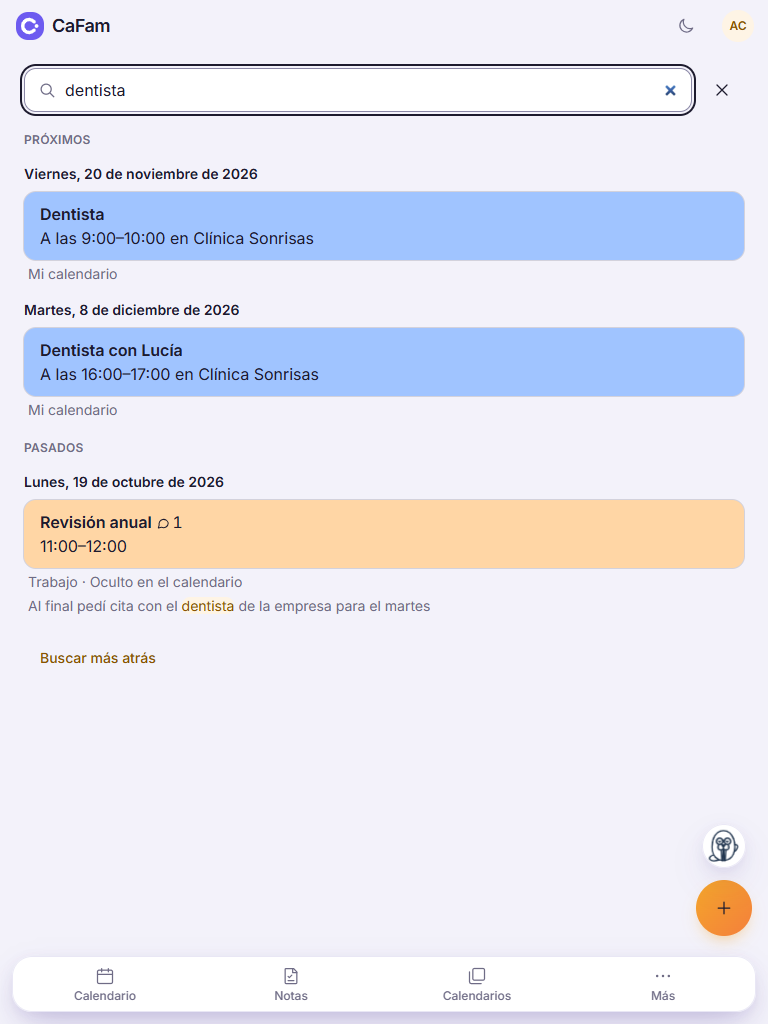 CaFam
AC
dentista
PRÓXIMOS
Viernes, 20 de noviembre de 2026
Dentista
A las 9:00–10:00 en Clínica Sonrisas
Mi calendario
Martes, 8 de diciembre de 2026
Dentista con Lucía
A las 16:00–17:00 en Clínica Sonrisas
Mi calendario
PASADOS
Lunes, 19 de octubre de 2026
Revisión anual 1
11:00–12:00
Trabajo · Oculto en el calendario
Al final pedí cita con el dentista de la empresa para el martes
Buscar más atrás
Calendario
Notas
Calendarios
Más